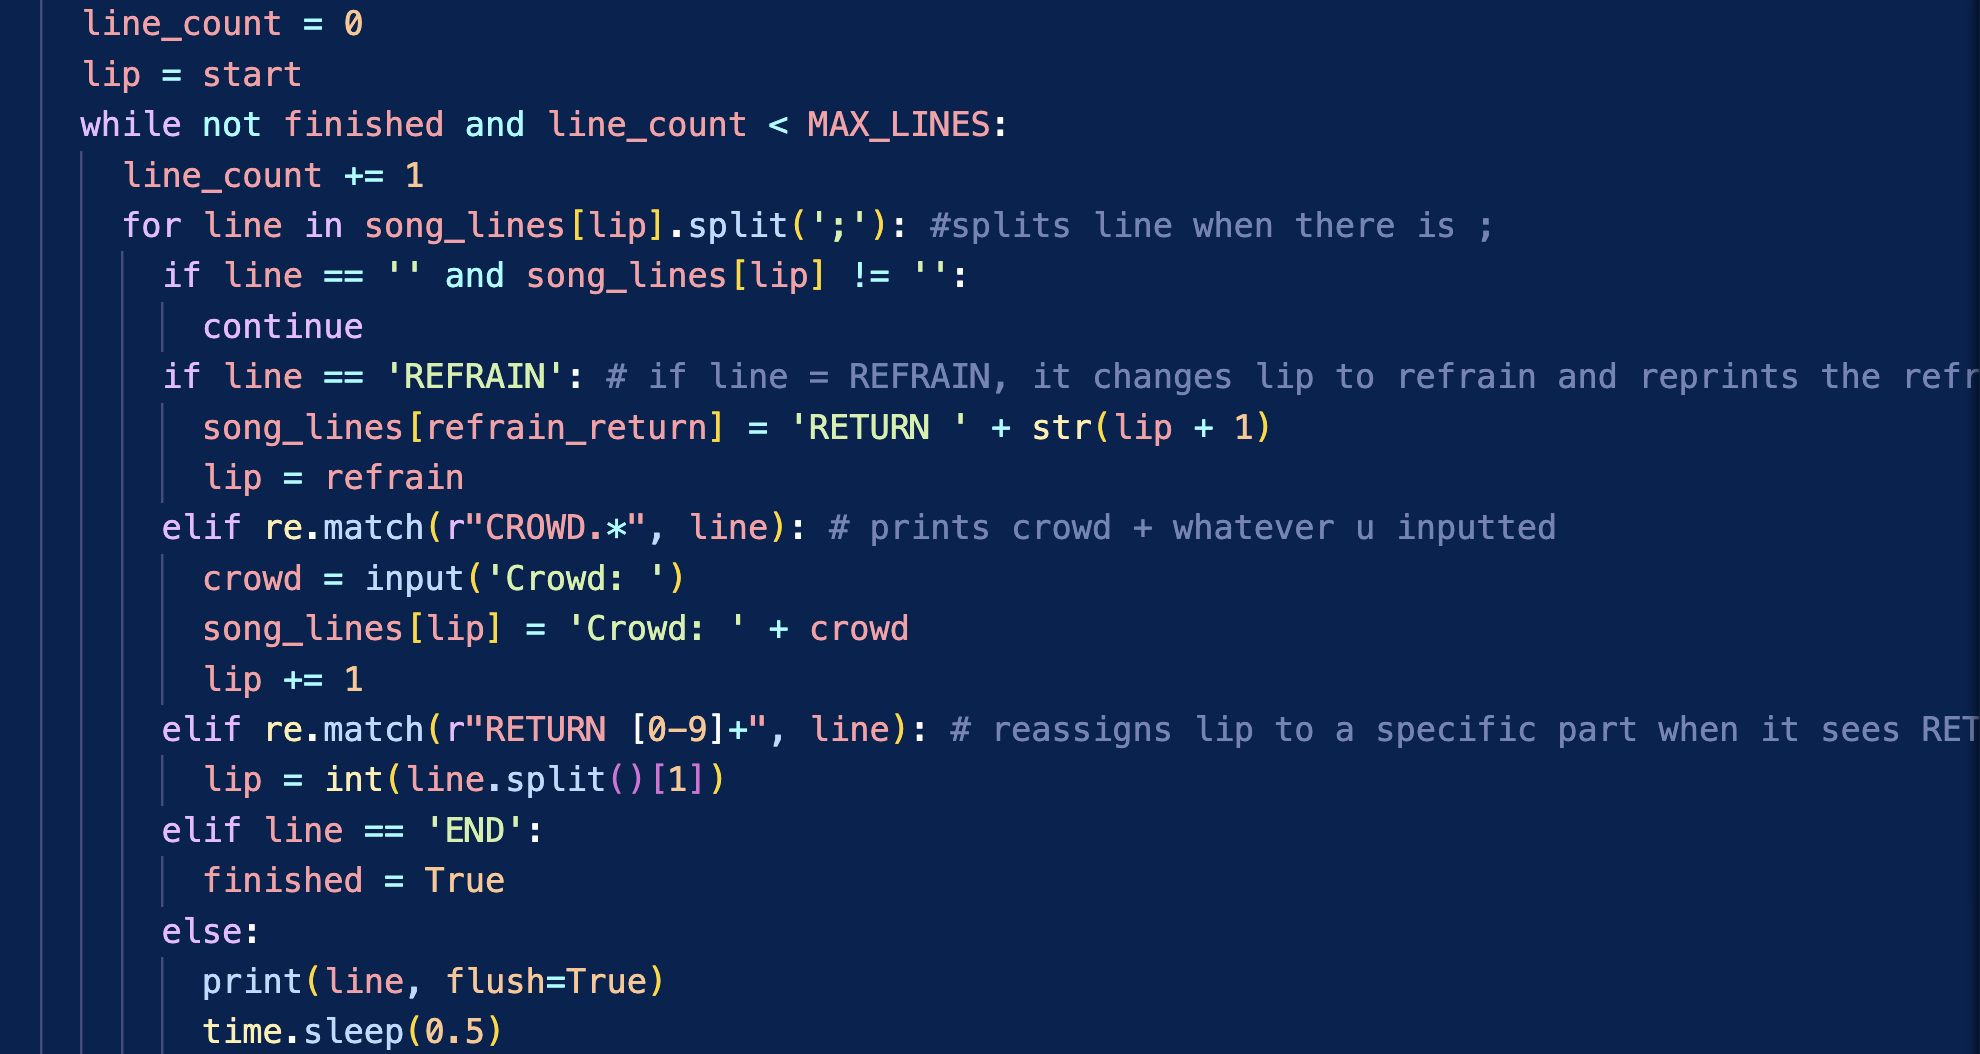 line_count = 0
lip = start
while not finished and line_count < MAX_LINES:
line_count += 1
for line in song_lines[lip].split(';'): #splits line when there is ;
if line == '' and song_lines[lip] != '':
continue
if line == 'REFRAIN': # if line = REFRAIN, it changes lip to refrain and reprints the refr
song_lines[refrain_return] = 'RETURN ' + str(lip + 1)
lip = refrain
elif re.match(r"CROWD.*", line): # prints crowd + whatever u inputted
crowd = input('Crowd: ')
song_lines[lip] = 'Crowd: ' + crowd
lip += 1
elif re.match(r"RETURN [0-9]+", line): # reassigns lip to a specific part when it sees RET
lip = int(line.split()[1])
elif line == 'END':
finished = True
else:
print(line, flush=True)
time.sleep(0.5)